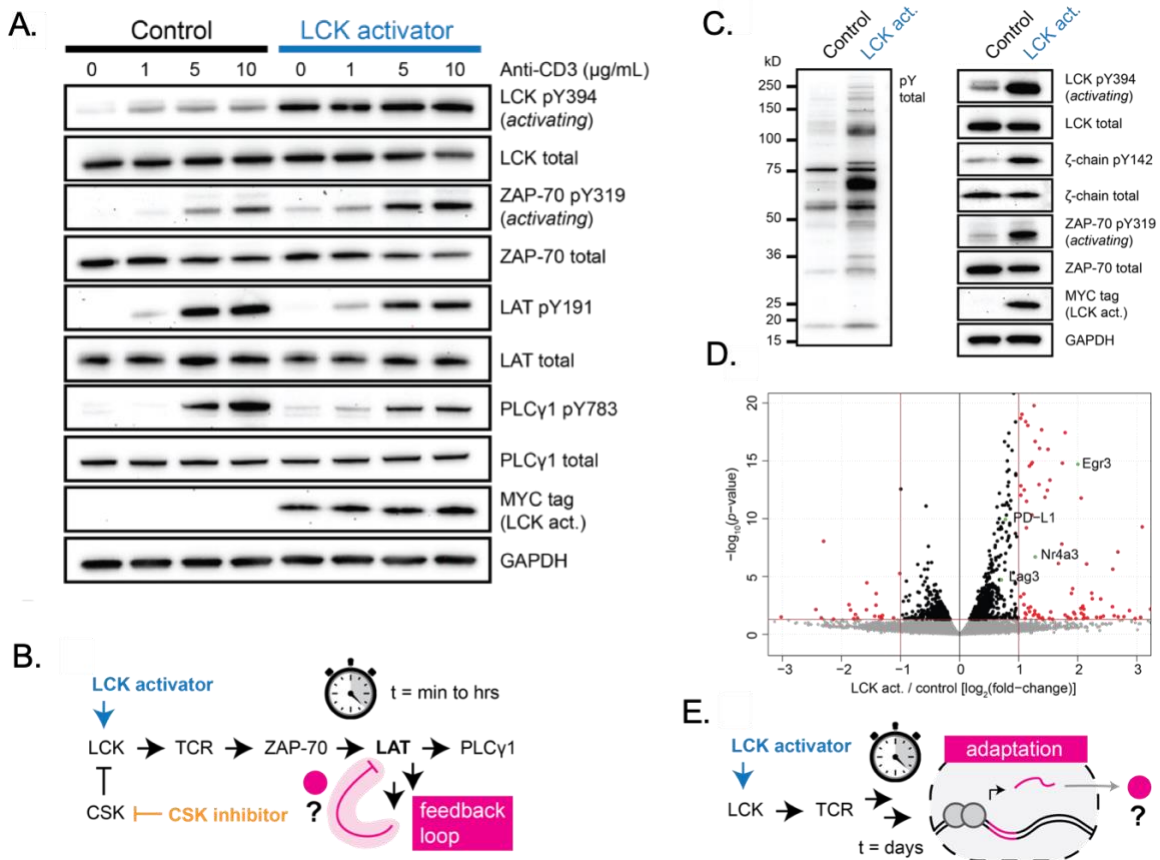 A.
Control
LCK activator
0 1 5 10 0 1 5 10 Anti-CD3 (µg/mL)
LCK pY394
(activating)
LCK total
ZAP-70 pY319
(activating)
ZAP-70 total
LAT pY191
LAT total
PLCγ1 pY783
PLCγ1 total
MYC tag
(LCK act.)
GAPDH
B.
LCK activator
t = min to hrs
LCK TCR ZAP-70 LAT PLCγ1
CSK CSK inhibitor
?
feedback
loop
C.
Control
LCK act.
kD
250
150
100
75
50
36
25
20
15
pY
total
Control
LCK act.
LCK pY394
(activating)
LCK total
ζ-chain pY142
ζ-chain total
ZAP-70 pY319
(activating)
ZAP-70 total
MYC tag
(LCK act.)
GAPDH
D.
−log10(p−value)
20
15
10
5
0
Egr3
PD−L1
Nr4a3
Lag3
−3 −2 −1 0 1 2 3
LCK act. / control [log2(fold−change)]
E.
LCK activator
adaptation
LCK TCR
t = days
?